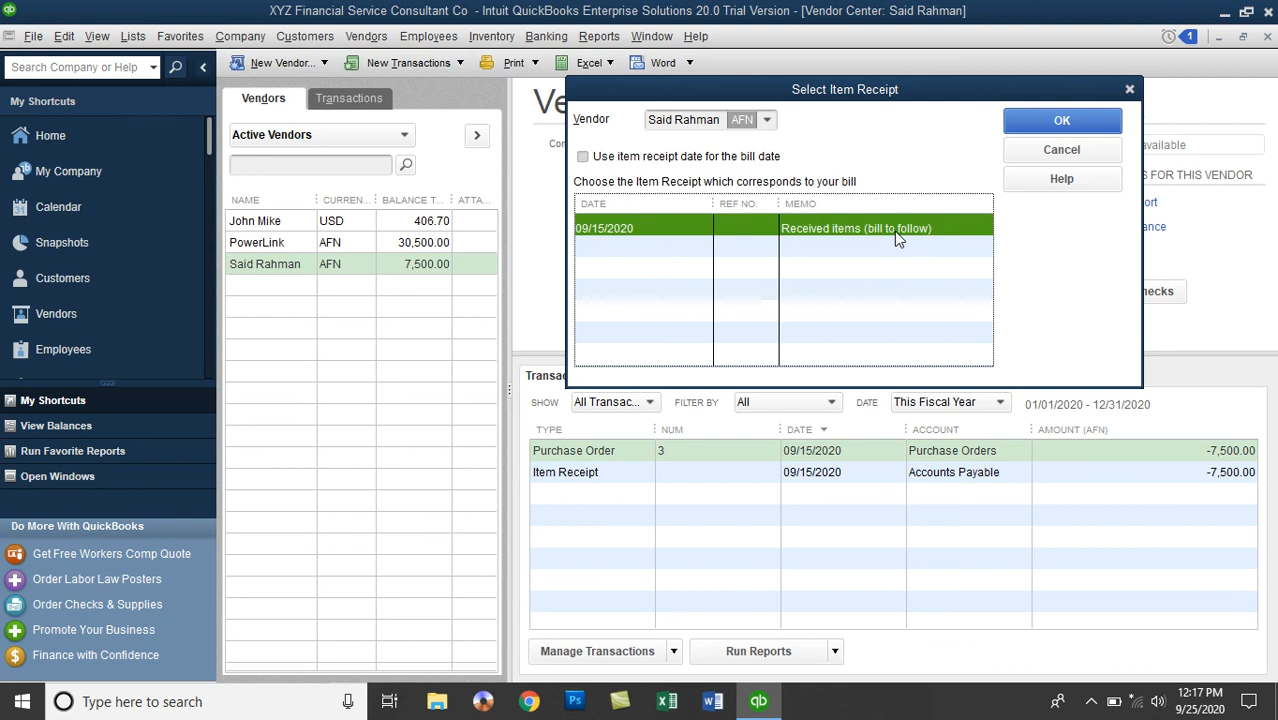 XYZ Financial Service Consultant Co - Intuit QuickBooks Enterprise Solutions 20.0 Trial Version - [Vendor Center: Said Rahman]
File Edit View Lists Favorites Company Customers Vendors Employees Inventory Banking Reports Window Help 1
Search Company or Help
New Vendor... New Transactions Print Excel Word
My Shortcuts
Home
My Company
Calendar
Snapshots
Customers
Vendors
Employees
My Shortcuts
View Balances
Run Favorite Reports
Open Windows
Do More With QuickBooks
Get Free Workers Comp Quote
Order Labor Law Posters
Order Checks & Supplies
Promote Your Business
Finance with Confidence
Vendors Transactions
Active Vendors
NAME CURREN... BALANCE T... ATTA...
John Mike USD 406.70
PowerLink AFN 30,500.00
Said Rahman AFN 7,500.00
Select Item Receipt
Vendor Said Rahman AFN
Use item receipt date for the bill date
Choose the Item Receipt which corresponds to your bill
DATE REF NO. MEMO
09/15/2020 Received items (bill to follow)
OK
Cancel
Help
FOR THIS VENDOR
SHOW All Transac... FILTER BY All DATE This Fiscal Year 01/01/2020 - 12/31/2020
TYPE NUM DATE ACCOUNT AMOUNT (AFN)
Purchase Order 3 09/15/2020 Purchase Orders -7,500.00
Item Receipt 09/15/2020 Accounts Payable -7,500.00
Manage Transactions Run Reports
Type here to search
12:17 PM
9/25/2020